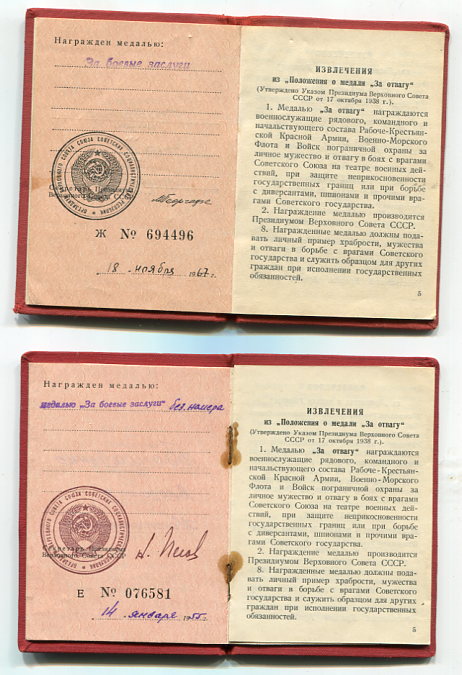 Награжден медалью:
За боевые заслуги
Секретарь Президиума
Верховного Совета СССР
Ж № 694496
18 ноября 1967 г.
ИЗВЛЕЧЕНИЯ
из „Положения о медали „За отвагу“
(Утверждено Указом Президиума Верховного Совета
СССР от 17 октября 1938 г.)
1. Медалью „За отвагу“ награждаются
военнослужащие рядового, командного и
начальствующего состава Рабоче-Крестьян-
ской Красной Армии, Военно-Морского
Флота и Войск пограничной охраны за
личное мужество и отвагу в боях с врагами
Советского Союза на театре военных дей-
ствий, при защите неприкосновенности
государственных границ или при борьбе
с диверсантами, шпионами и прочими вра-
гами Советского государства.
2. Награждение медалью производится
Президиумом Верховного Совета СССР.
8. Награжденные медалью должны пода-
вать личный пример храбрости, мужества
и отваги в борьбе с врагами Советского
государства и служить образцом для других
граждан при исполнении государственных
обязанностей.
5
Награжден медалью:
медалью „За боевые заслуги“ без номера
Секретарь Президиума
Верховного Совета СССР
Е № 076581
14 января 1955 г.
ИЗВЛЕЧЕНИЯ
из „Положения о медали „За отвагу“
(Утверждено Указом Президиума Верховного Совета
СССР от 17 октября 1938 г.)
1. Медалью „За отвагу“ награждаются
военнослужащие рядового, командного и
начальствующего состава Рабоче-Крестьян-
ской Красной Армии, Военно-Морского
Флота и Войск пограничной охраны за
личное мужество и отвагу в боях с врагами
Советского Союза на театре военных дей-
ствий, при защите неприкосновенности
государственных границ или при борьбе с
диверсантами, шпионами и прочими врага-
ми Советского государства.
2. Награждение медалью производится
Президиумом Верховного Совета СССР.
8. Награжденные медалью должны пода-
вать личный пример храбрости, мужества
и отваги в борьбе с врагами Советского
государства и служить образцом для других
граждан при исполнении государственных
обязанностей.
5